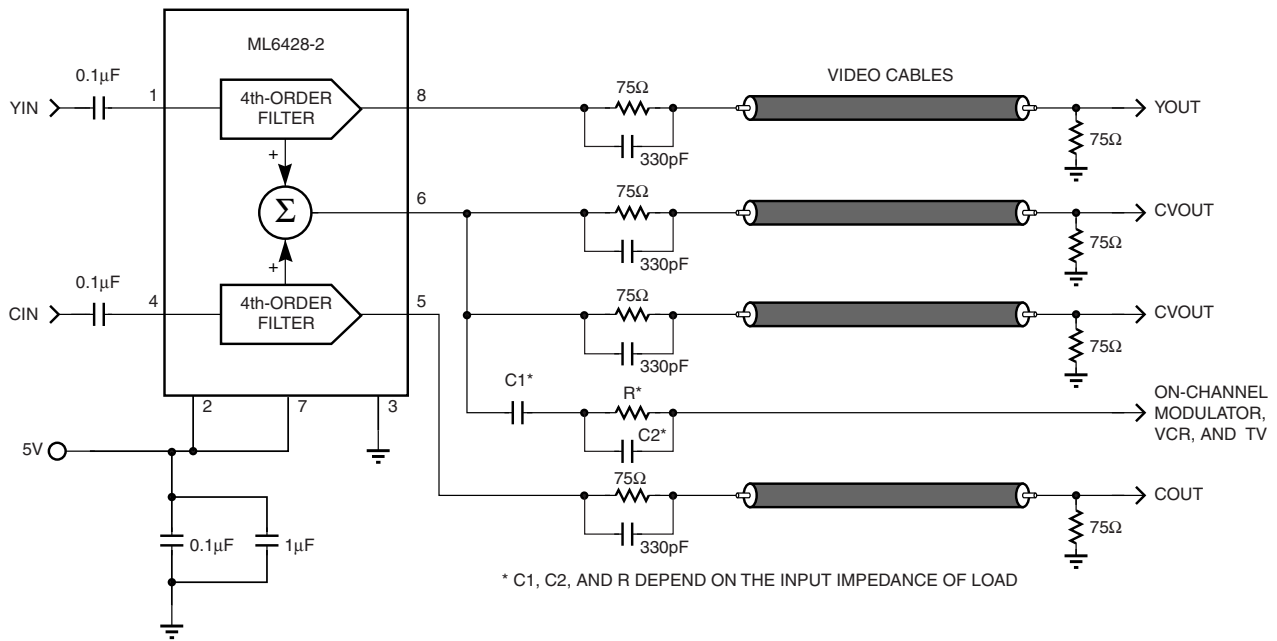 ML6428-2
0.1µF
YIN
1
4th-ORDER
FILTER
8
75Ω
330pF
VIDEO CABLES
YOUT
75Ω
+
Σ
+
6
75Ω
330pF
CVOUT
75Ω
0.1µF
CIN
4
4th-ORDER
FILTER
5
75Ω
330pF
CVOUT
75Ω
2
7
3
C1*
R*
C2*
ON-CHANNEL
MODULATOR,
VCR, AND TV
5V
75Ω
330pF
COUT
75Ω
0.1µF
1µF
* C1, C2, AND R DEPEND ON THE INPUT IMPEDANCE OF LOAD